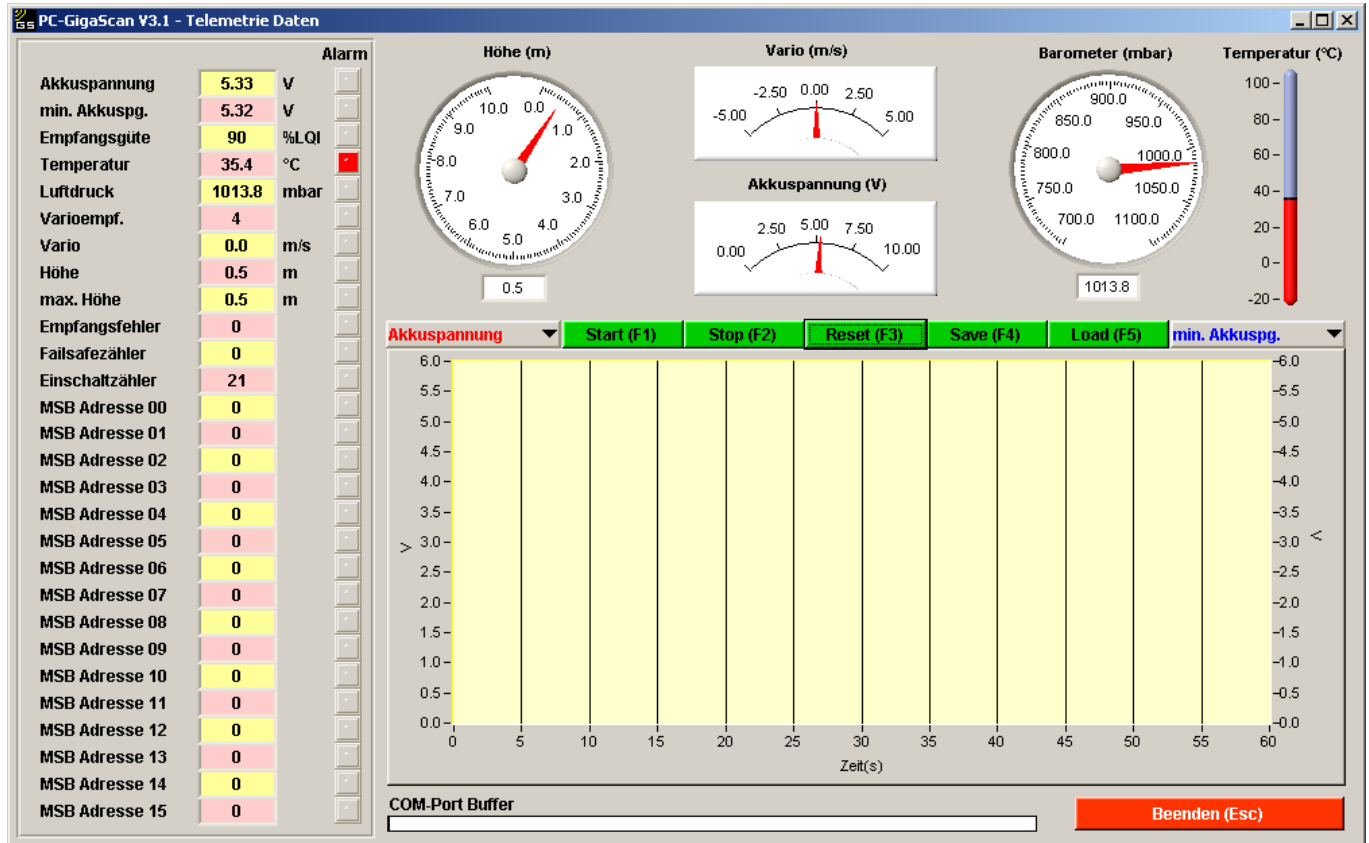 GS PC-GigaScan V3.1 - Telemetrie Daten
Alarm
Akkuspannung 5.33 V
min. Akkuspg. 5.32 V
Empfangsgüte 90 %LQI
Temperatur 35.4 °C
Luftdruck 1013.8 mbar
Varioempf. 4
Vario 0.0 m/s
Höhe 0.5 m
max. Höhe 0.5 m
Empfangsfehler 0
Failsafezähler 0
Einschaltzähler 21
MSB Adresse 00 0
MSB Adresse 01 0
MSB Adresse 02 0
MSB Adresse 03 0
MSB Adresse 04 0
MSB Adresse 05 0
MSB Adresse 06 0
MSB Adresse 07 0
MSB Adresse 08 0
MSB Adresse 09 0
MSB Adresse 10 0
MSB Adresse 11 0
MSB Adresse 12 0
MSB Adresse 13 0
MSB Adresse 14 0
MSB Adresse 15 0
Höhe (m)
10.0 0.0
9.0 1.0
8.0 2.0
7.0 3.0
6.0 4.0
5.0
0.5
Vario (m/s)
-2.50 0.00 2.50
-5.00 5.00
Akkuspannung (V)
2.50 5.00 7.50
0.00 10.00
Barometer (mbar)
900.0
850.0 950.0
800.0 1000.0
750.0 1050.0
700.0 1100.0
1013.8
Temperatur (°C)
100
80
60
40
20
0
-20
Akkuspannung Start (F1) Stop (F2) Reset (F3) Save (F4) Load (F5) min. Akkuspg.
6.0 6.0
5.5 5.5
5.0 5.0
4.5 4.5
4.0 4.0
3.5 3.5
> 3.0 3.0 <
2.5 2.5
2.0 2.0
1.5 1.5
1.0 1.0
0.5 0.5
0.0 0.0
0 5 10 15 20 25 30 35 40 45 50 55 60
Zeit(s)
COM-Port Buffer
Beenden (Esc)